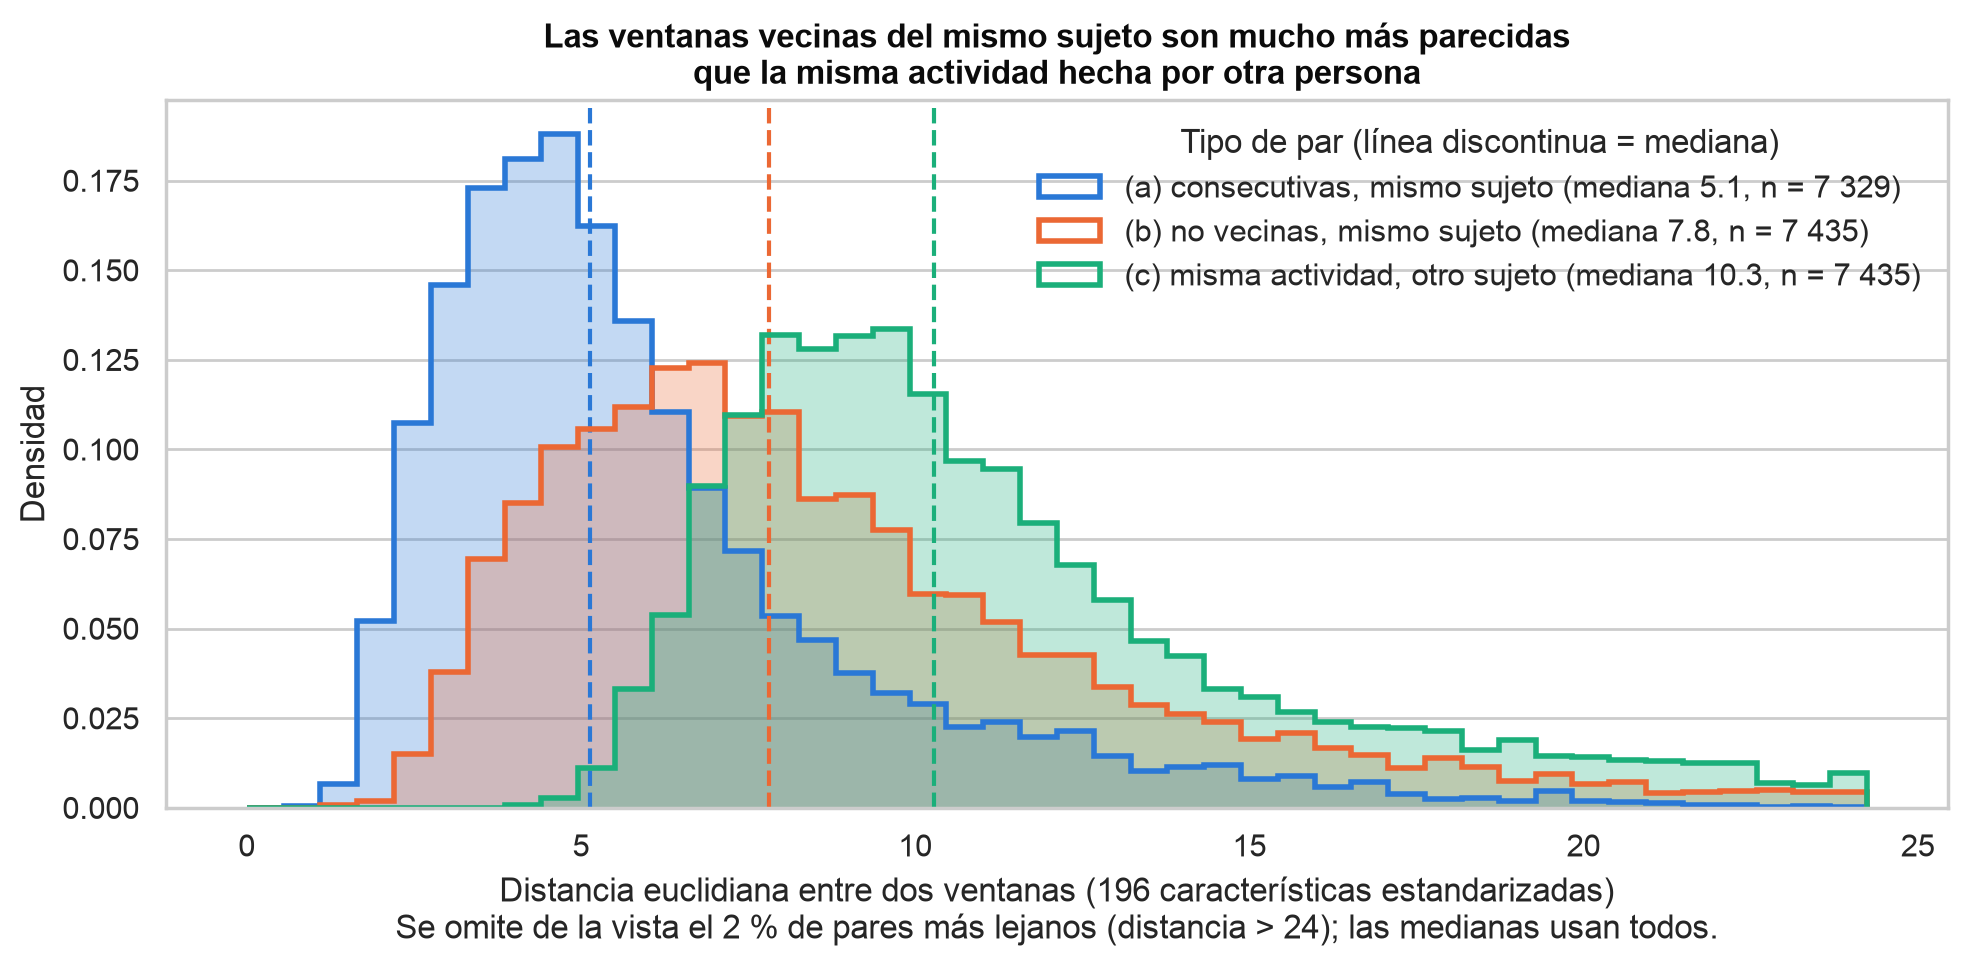 Las ventanas vecinas del mismo sujeto son mucho más parecidas
que la misma actividad hecha por otra persona
Tipo de par (línea discontinua = mediana)
(a) consecutivas, mismo sujeto (mediana 5.1, n = 7 329)
(b) no vecinas, mismo sujeto (mediana 7.8, n = 7 435)
(c) misma actividad, otro sujeto (mediana 10.3, n = 7 435)
Densidad
0.175
0.150
0.125
0.100
0.075
0.050
0.025
0.000
0 5 10 15 20 25
Distancia euclidiana entre dos ventanas (196 características estandarizadas)
Se omite de la vista el 2 % de pares más lejanos (distancia > 24); las medianas usan todos.